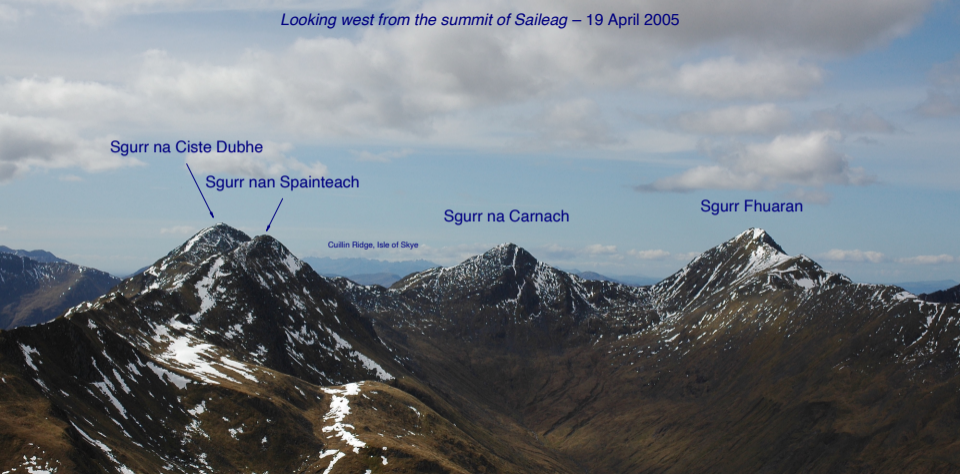 Looking west from the summit of Saileag – 19 April 2005
Sgurr na Ciste Dubhe
Sgurr nan Spainteach
Sgurr na Carnach
Sgurr Fhuaran
Cuillin Ridge, Isle of Skye